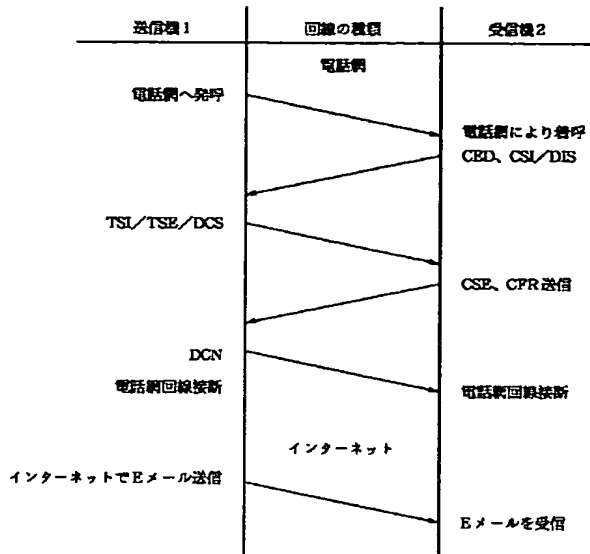 送信機1 回線の種類 受信機2
電話網
電話網へ発呼
電話網により着呼
CED、CSI/DIS
TSI/TSE/DCS
CSE、CFR送信
DCN
電話網回線接断 電話網回線接断
インターネット
インターネットでEメール送信
Eメールを受信